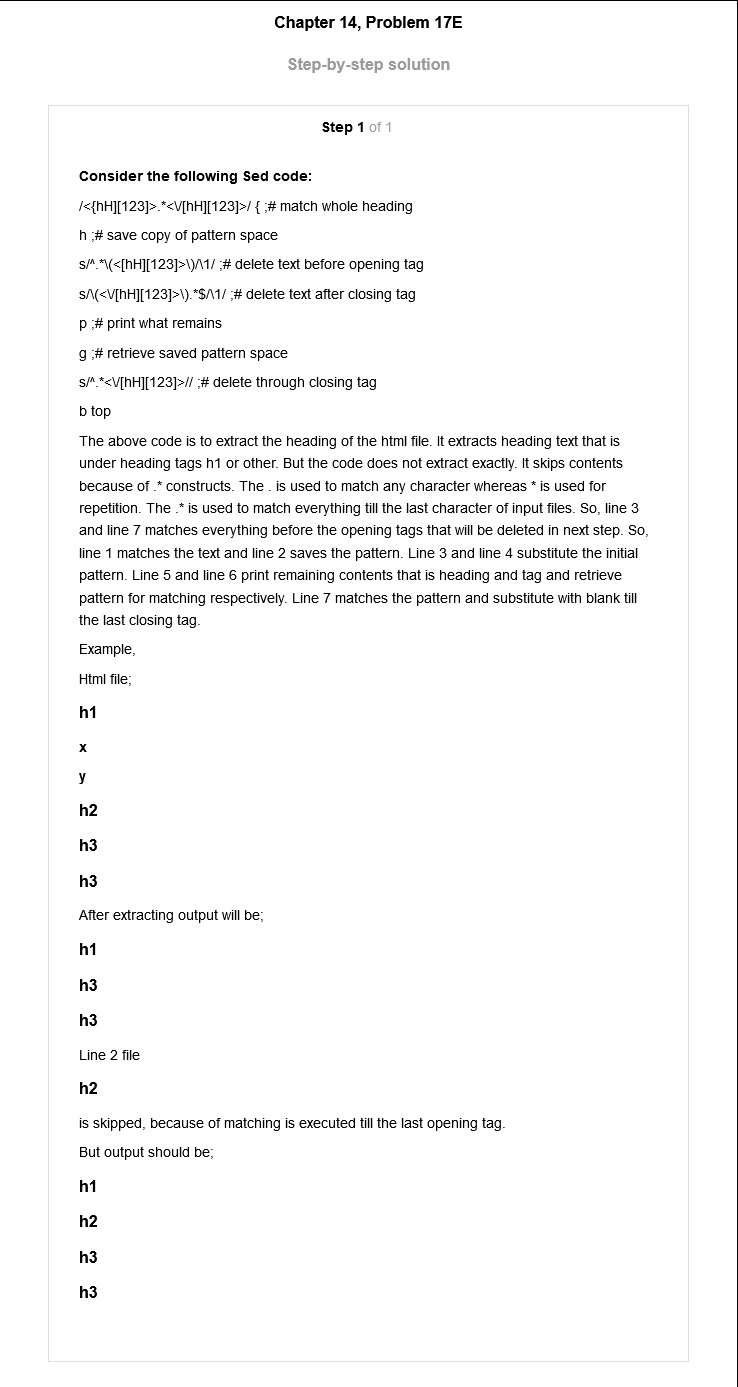 Chapter 14, Problem 17E
Step-by-step solution
Step 1 of 1
Consider the following Sed code:
/<{hH][123]>.*<\/[hH][123]>/ { ;# match whole heading
h ;# save copy of pattern space
s/^.*\(<[hH][123]>\)/\1/ ;# delete text before opening tag
s/\(<\/[hH][123]>\).*$/\1/ ;# delete text after closing tag
p ;# print what remains
g ;# retrieve saved pattern space
s/^.*<\/[hH][123]>// ;# delete through closing tag
b top
The above code is to extract the heading of the html file. It extracts heading text that is
under heading tags h1 or other. But the code does not extract exactly. It skips contents
because of .* constructs. The . is used to match any character whereas * is used for
repetition. The .* is used to match everything till the last character of input files. So, line 3
and line 7 matches everything before the opening tags that will be deleted in next step. So,
line 1 matches the text and line 2 saves the pattern. Line 3 and line 4 substitute the initial
pattern. Line 5 and line 6 print remaining contents that is heading and tag and retrieve
pattern for matching respectively. Line 7 matches the pattern and substitute with blank till
the last closing tag.
Example,
Html file;
h1
x
y
h2
h3
h3
After extracting output will be;
h1
h3
h3
Line 2 file
h2
is skipped, because of matching is executed till the last opening tag.
But output should be;
h1
h2
h3
h3